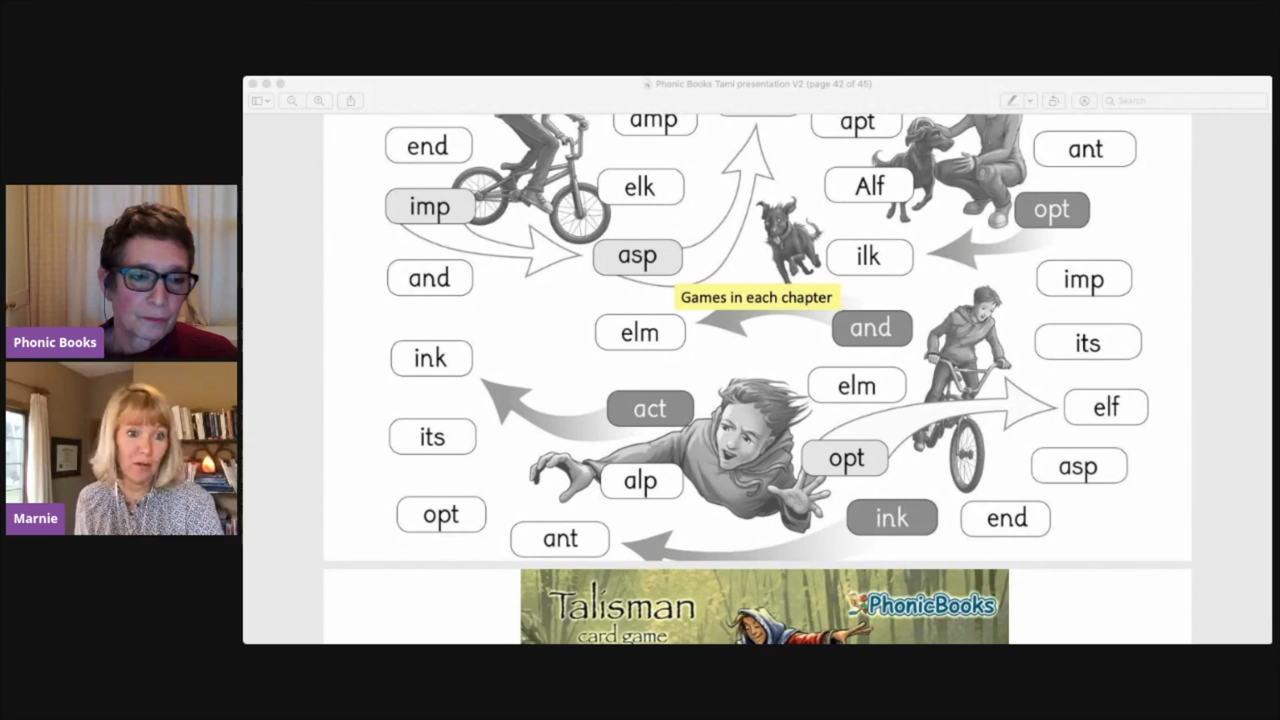 Phonic Books Tami presentation V2 (page 42 of 45)
Search
amp
apt
end
ant
elk
Alf
imp
opt
asp
ilk
and
imp
Games in each chapter
elm
and
its
ink
elm
act
elf
its
opt
alp
asp
opt
ink
end
ant
Talisman
card game
PhonicBooks
Phonic Books
Marnie